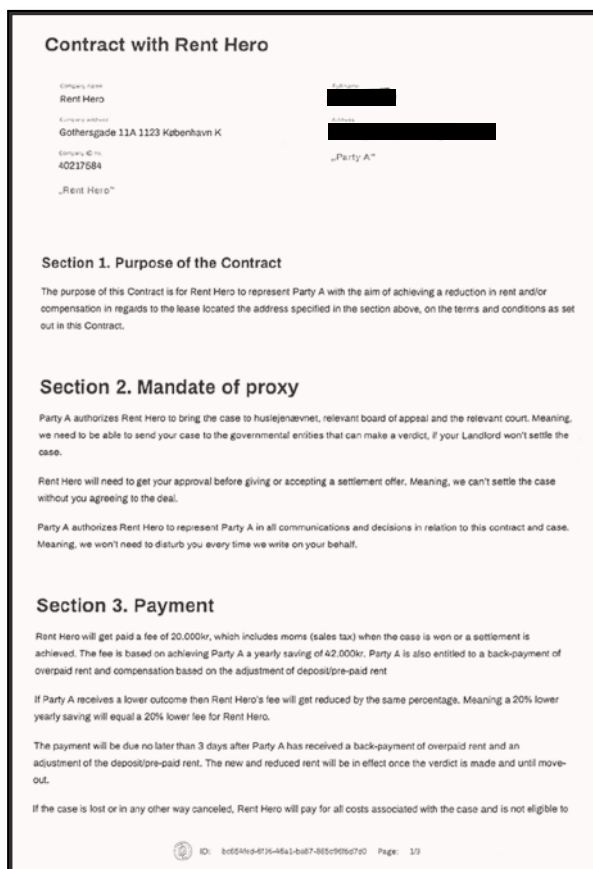 Contract with Rent Hero
Company name
Rent Hero
Full name
Company address
Gothersgade 11A 1123 København K
Address
Company ID nr.
40217584
„Party A"
„Rent Hero"
Section 1. Purpose of the Contract
The purpose of this Contract is for Rent Hero to represent Party A with the aim of achieving a reduction in rent and/or
compensation in regards to the lease located the address specified in the section above, on the terms and conditions as set
out in this Contract.
Section 2. Mandate of proxy
Party A authorizes Rent Hero to bring the case to huslejenævnet, relevant board of appeal and the relevant court. Meaning,
we need to be able to send your case to the governmental entities that can make a verdict, if your Landlord won't settle the
case.
Rent Hero will need to get your approval before giving or accepting a settlement offer. Meaning, we can't settle the case
without you agreeing to the deal.
Party A authorizes Rent Hero to represent Party A in all communications and decisions in relation to this contract and case.
Meaning, we won't need to disturb you every time we write on your behalf.
Section 3. Payment
Rent Hero will get paid a fee of 20.000kr, which includes moms (sales tax) when the case is won or a settlement is
achieved. The fee is based on achieving Party A a yearly saving of 42.000kr. Party A is also entitled to a back-payment of
overpaid rent and compensation based on the adjustment of deposit/pre-paid rent
If Party A receives a lower outcome then Rent Hero's fee will get reduced by the same percentage. Meaning a 20% lower
yearly saving will equal a 20% lower fee for Rent Hero.
The payment will be due no later than 3 days after Party A has received a back-payment of overpaid rent and an
adjustment of the deposit/pre-paid rent. The new and reduced rent will be in effect once the verdict is made and until move-
out.
If the case is lost or in any other way canceled, Rent Hero will pay for all costs associated with the case and is not eligible to
ID: Page: 1/3